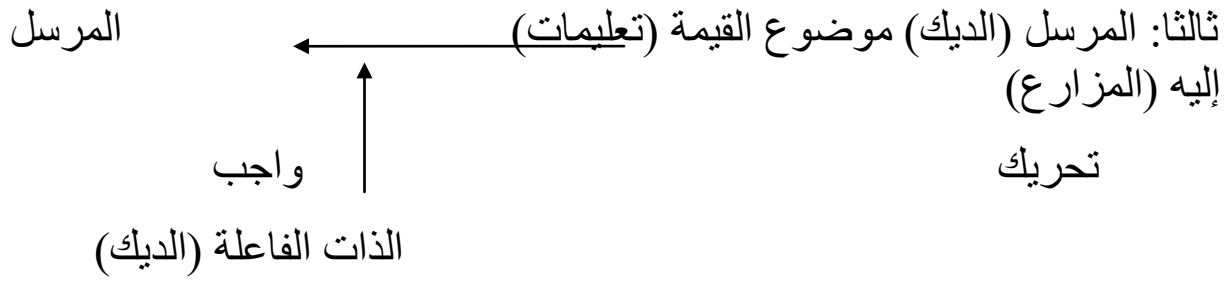 ثالثا: المرسل (الديك) موضوع القيمة (تعليمات) المرسل
إليه (المزارع)
تحريك واجب
الذات الفاعلة (الديك)